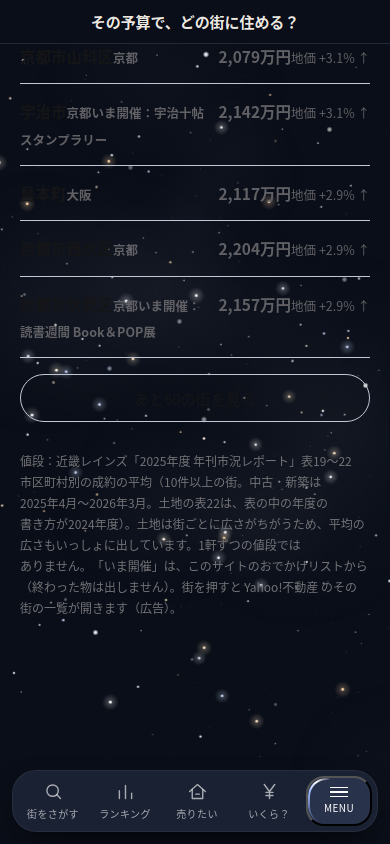 その予算で、どの街に住める？
京都市山科区京都 2,079万円地価 +3.1% ↑
宇治市京都いま開催：宇治十帖 2,142万円地価 +3.1% ↑
スタンプラリー
大阪 2,117万円地価 +2.9% ↑
京都 2,204万円地価 +2.9% ↑
京都いま開催： 2,157万円地価 +2.9% ↑
読書週間 Book＆POP展
値段：近畿レインズ「2025年度 年刊市況レポート」表19〜22
市区町村別の成約の平均（10件以上の街。中古・新築は
2025年4月〜2026年3月。土地の表22は、表の中の年度の
書き方が2024年度）。土地は街ごとに広さがちがうため、平均の
広さもいっしょに出しています。1軒ずつの値段では
ありません。「いま開催」は、このサイトのおでかけリストから
（終わった物は出しません）。街を押すと Yahoo!不動産 のその
街の一覧が開きます（広告）。
街をさがす ランキング 売りたい いくら？ MENU